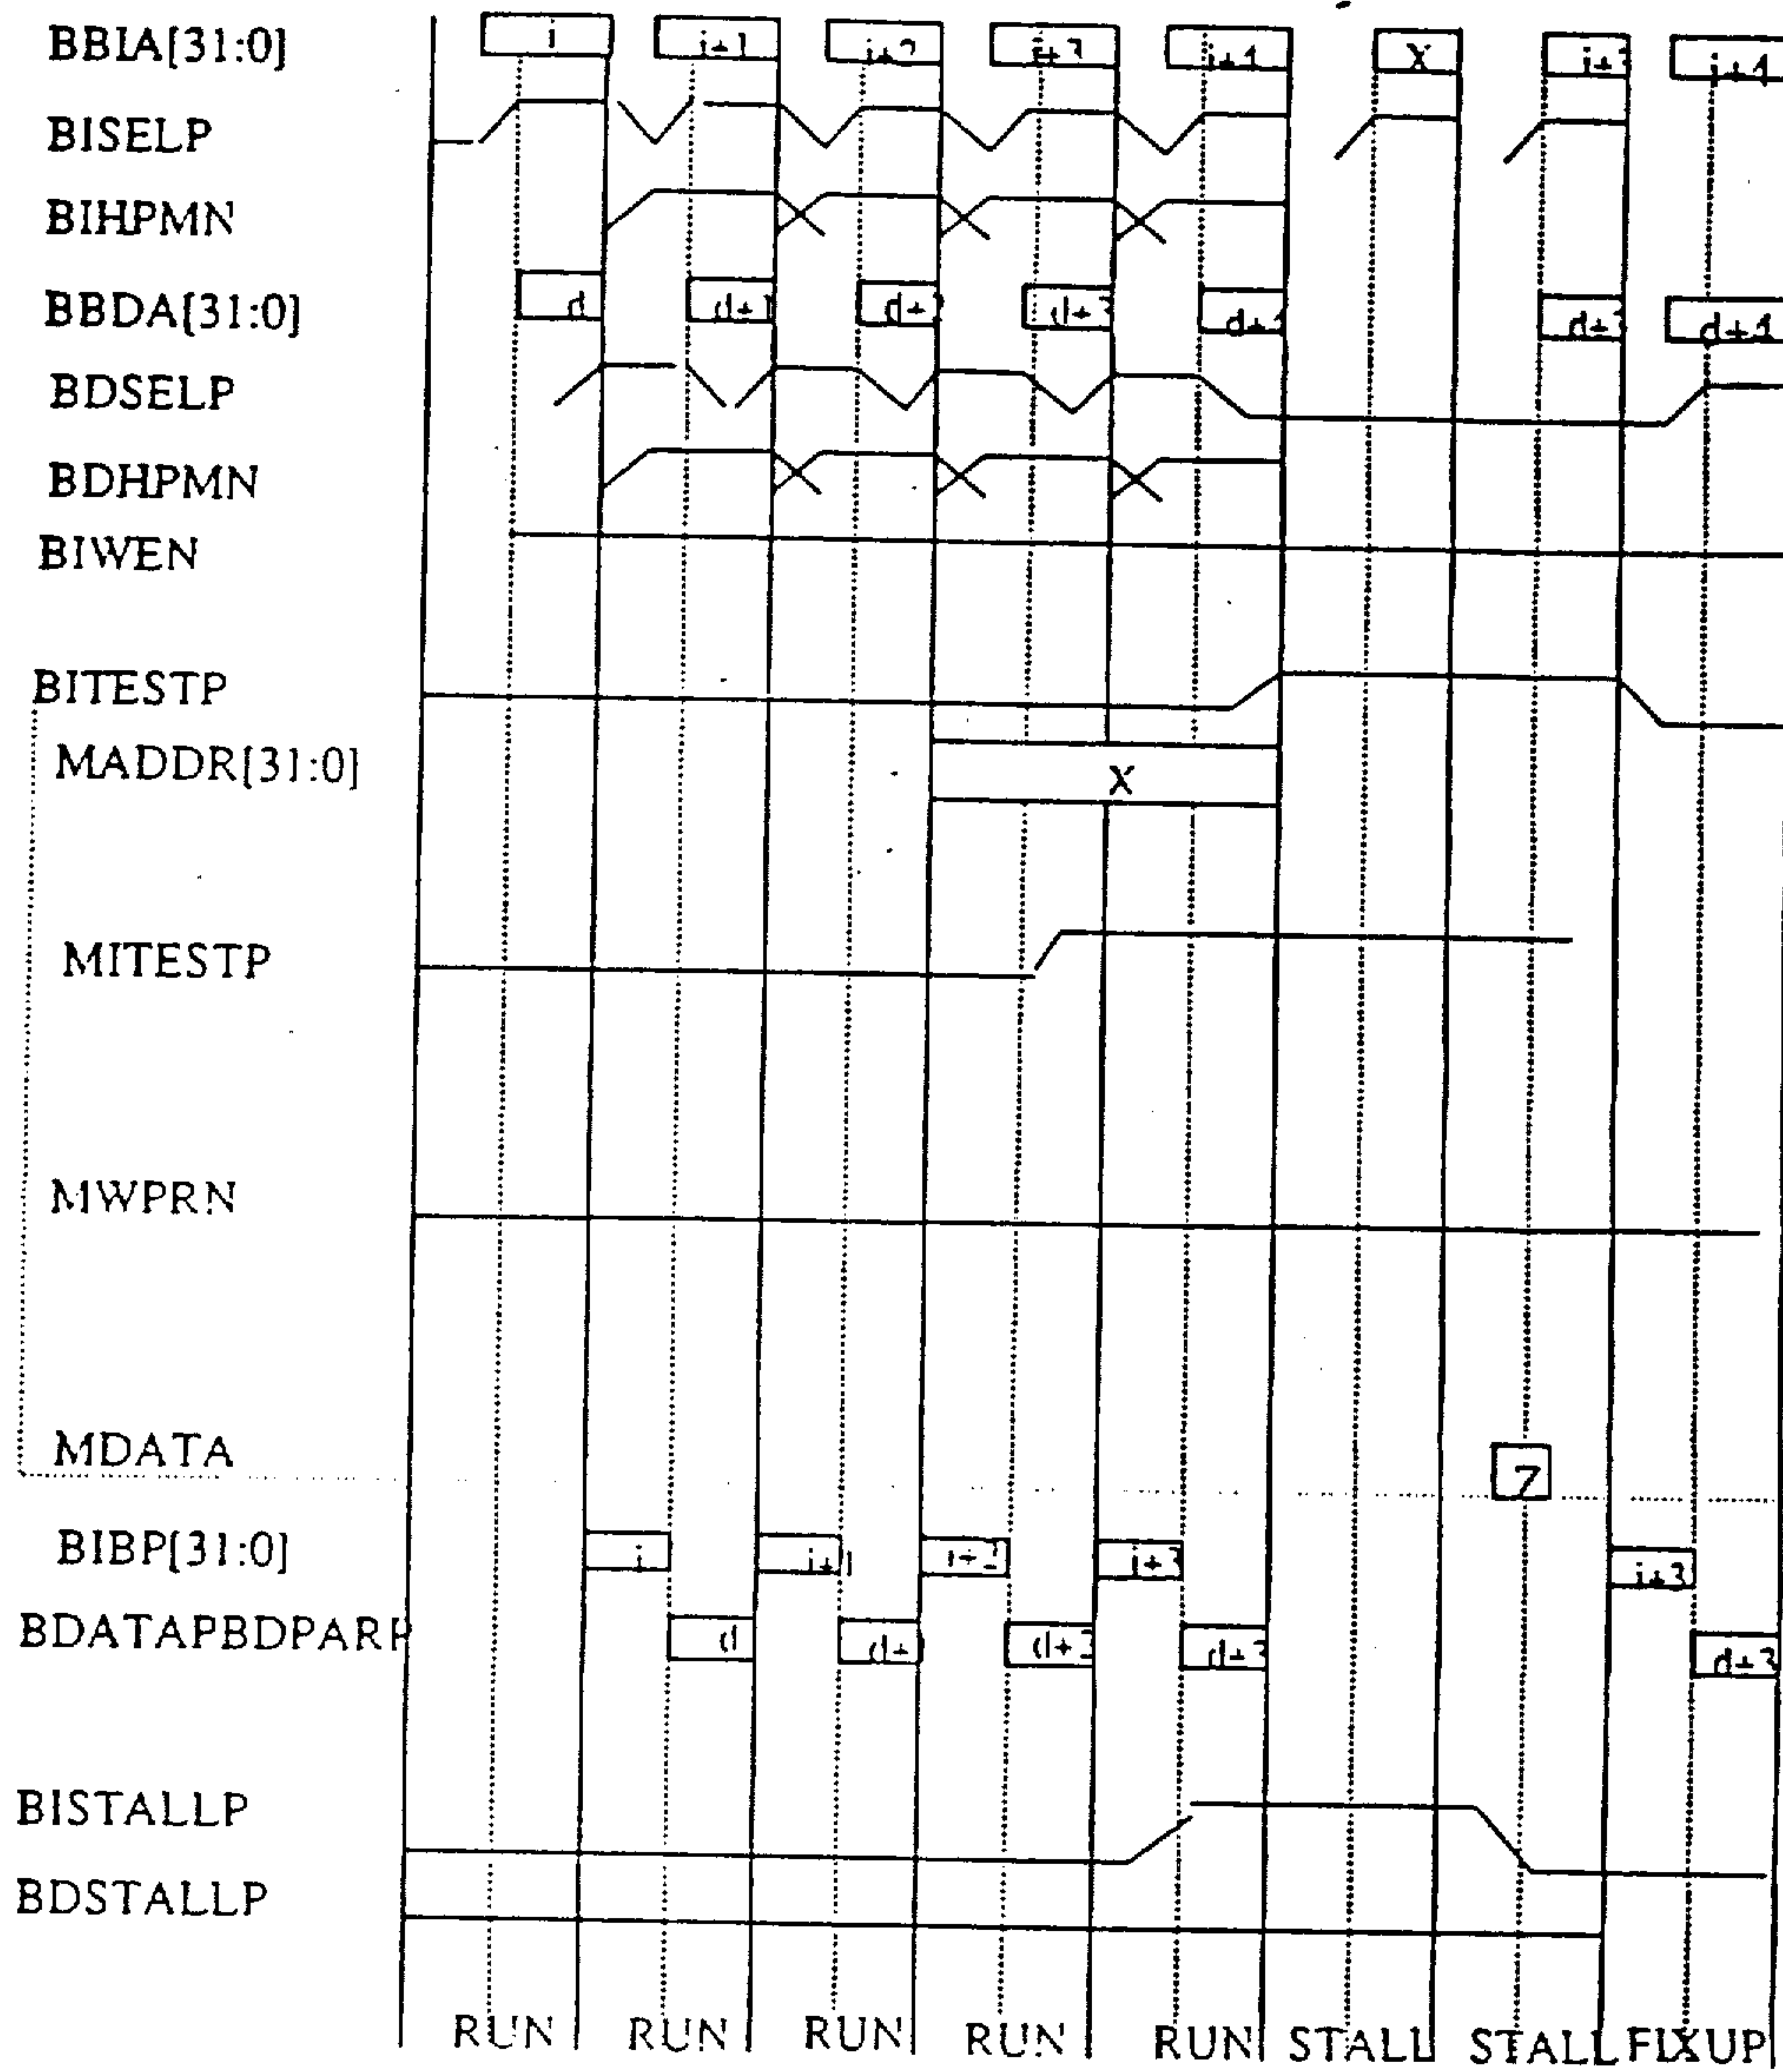 BBIA[31:0] i i+1 i+2 i+3 i+4 X i+3 i+4
BISELP
BIHPMN
BBDA[31:0] d d+1 d+ d+3 d+4 d+3 d+4
BDSELP
BDHPMN
BIWEN
BITESTP
MADDR[31:0] X
MITESTP
MWPRN
MDATA Z
BIBP[31:0] i i+1 i+2 i+3 i+3
BDATAPBDPARP d d+ d+3 d+3
BISTALLP
BDSTALLP
RUN RUN RUN RUN RUN STALL STALL FIXUP